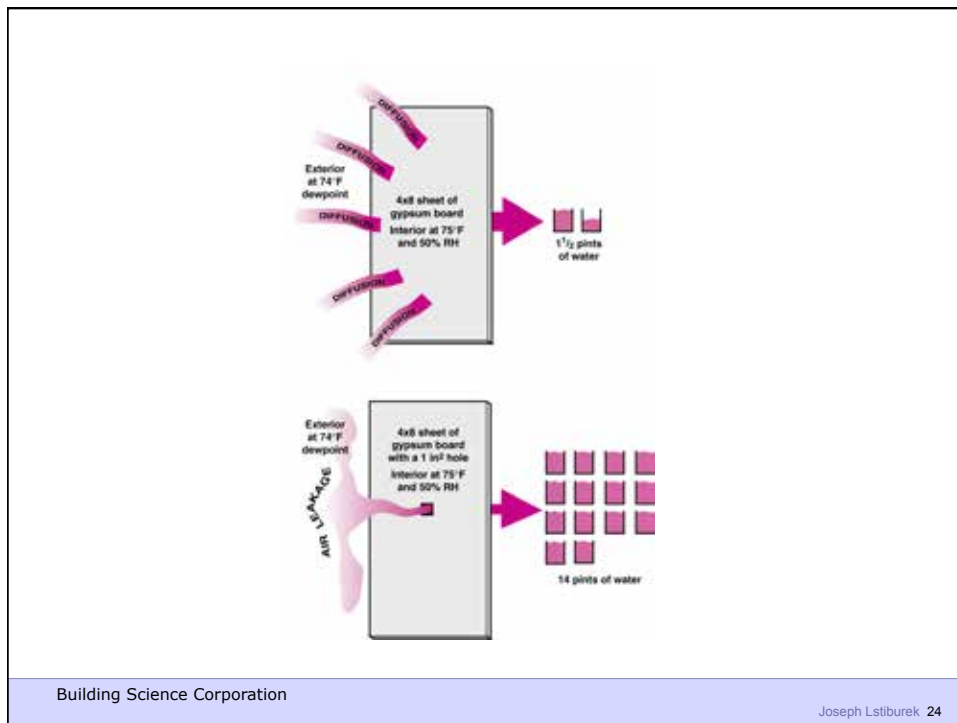 DIFFUSION
DIFFUSION
Exterior
at 74°F
dewpoint
DIFFUSION
4x8 sheet of
gypsum board
Interior at 75°F
and 50% RH
1 1/2 pints
of water
DIFFUSION
DIFFUSION
Exterior
at 74°F
dewpoint
AIR LEAKAGE
4x8 sheet of
gypsum board
with a 1 in² hole
Interior at 75°F
and 50% RH
14 pints of water
Building Science Corporation
Joseph Lstiburek 24